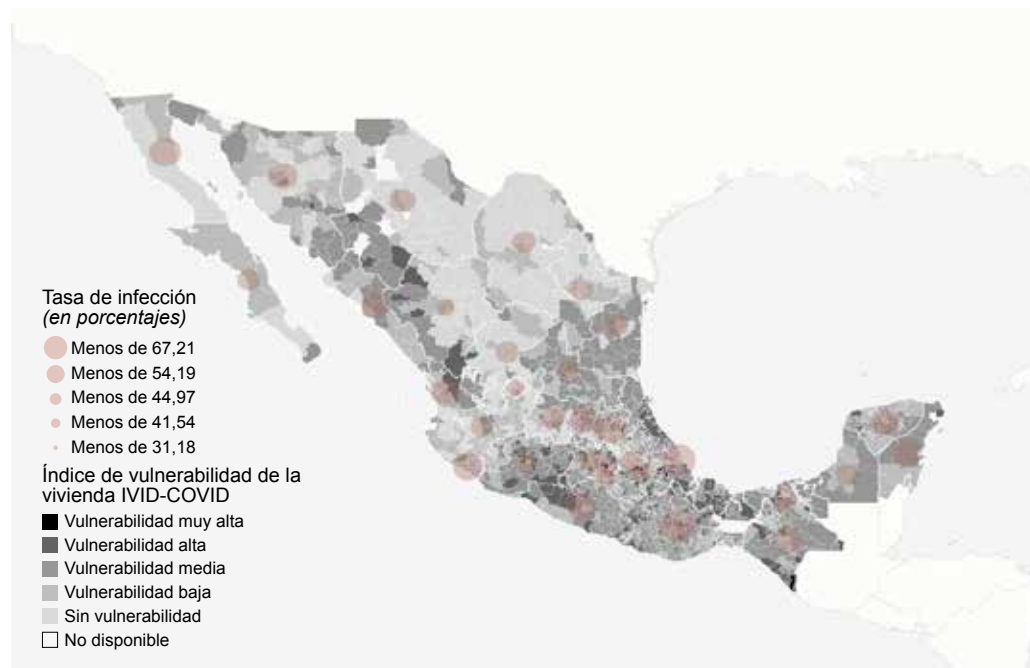 Tasa de infección
(en porcentajes)
Menos de 67,21
Menos de 54,19
Menos de 44,97
Menos de 41,54
Menos de 31,18
Índice de vulnerabilidad de la
vivienda IVID-COVID
Vulnerabilidad muy alta
Vulnerabilidad alta
Vulnerabilidad media
Vulnerabilidad baja
Sin vulnerabilidad
No disponible